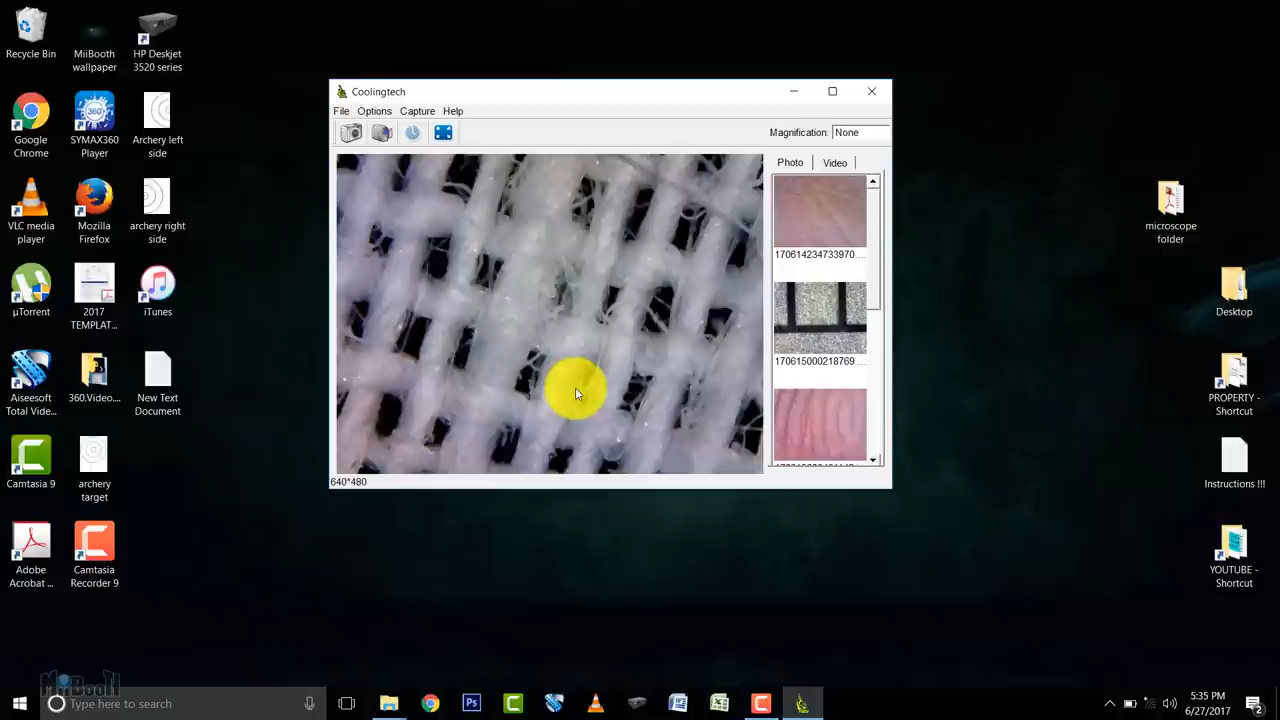 Recycle Bin
MiiBooth
wallpaper
HP Deskjet
3520 series
Google
Chrome
SYMAX360
Player
Archery left
side
VLC media
player
Mozilla
Firefox
archery right
side
µTorrent
2017
TEMPLAT...
iTunes
Aiseesoft
Total Vide...
360.Video....
New Text
Document
Camtasia 9
archery
target
Adobe
Acrobat ...
Camtasia
Recorder 9
Coolingtech
File Options Capture Help
Magnification: None
Photo Video
170614234733970....
170615000218769....
640*480
microscope
folder
Desktop
PROPERTY -
Shortcut
Instructions !!!
YOUTUBE -
Shortcut
MiiBooTh
Type here to search
5:35 PM
6/27/2017
2